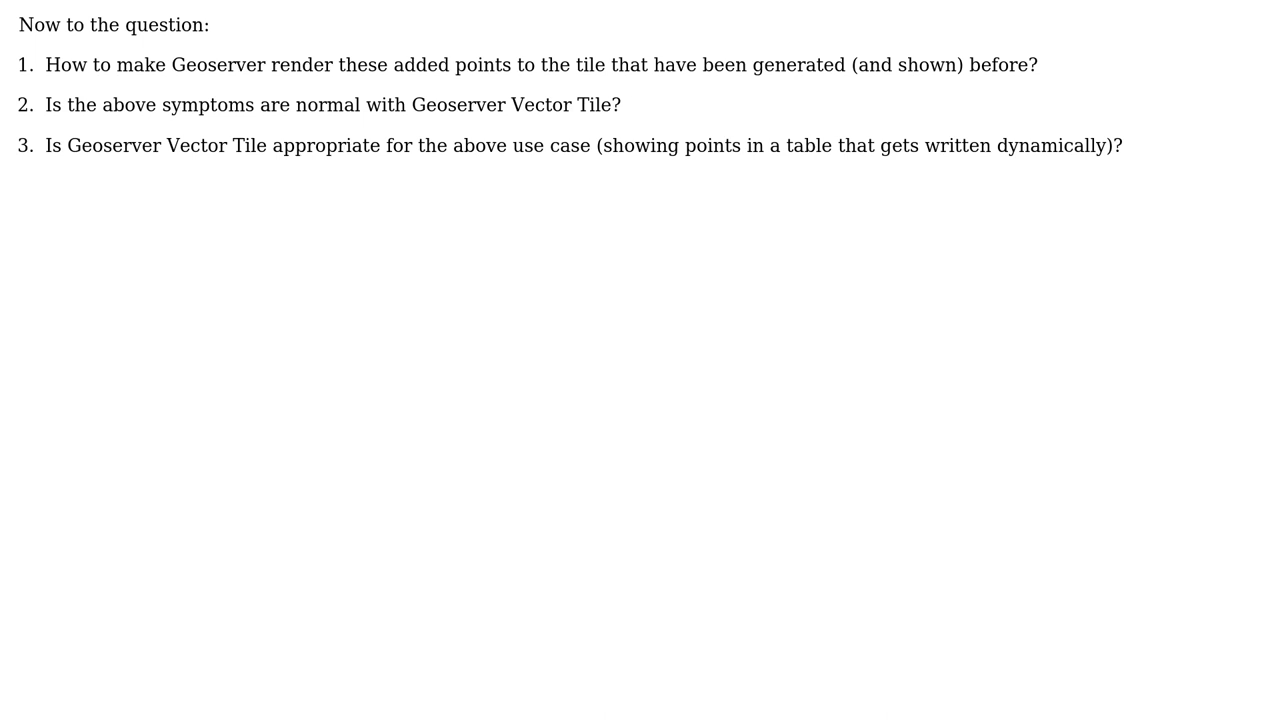 Now to the question:
1. How to make Geoserver render these added points to the tile that have been generated (and shown) before?
2. Is the above symptoms are normal with Geoserver Vector Tile?
3. Is Geoserver Vector Tile appropriate for the above use case (showing points in a table that gets written dynamically)?